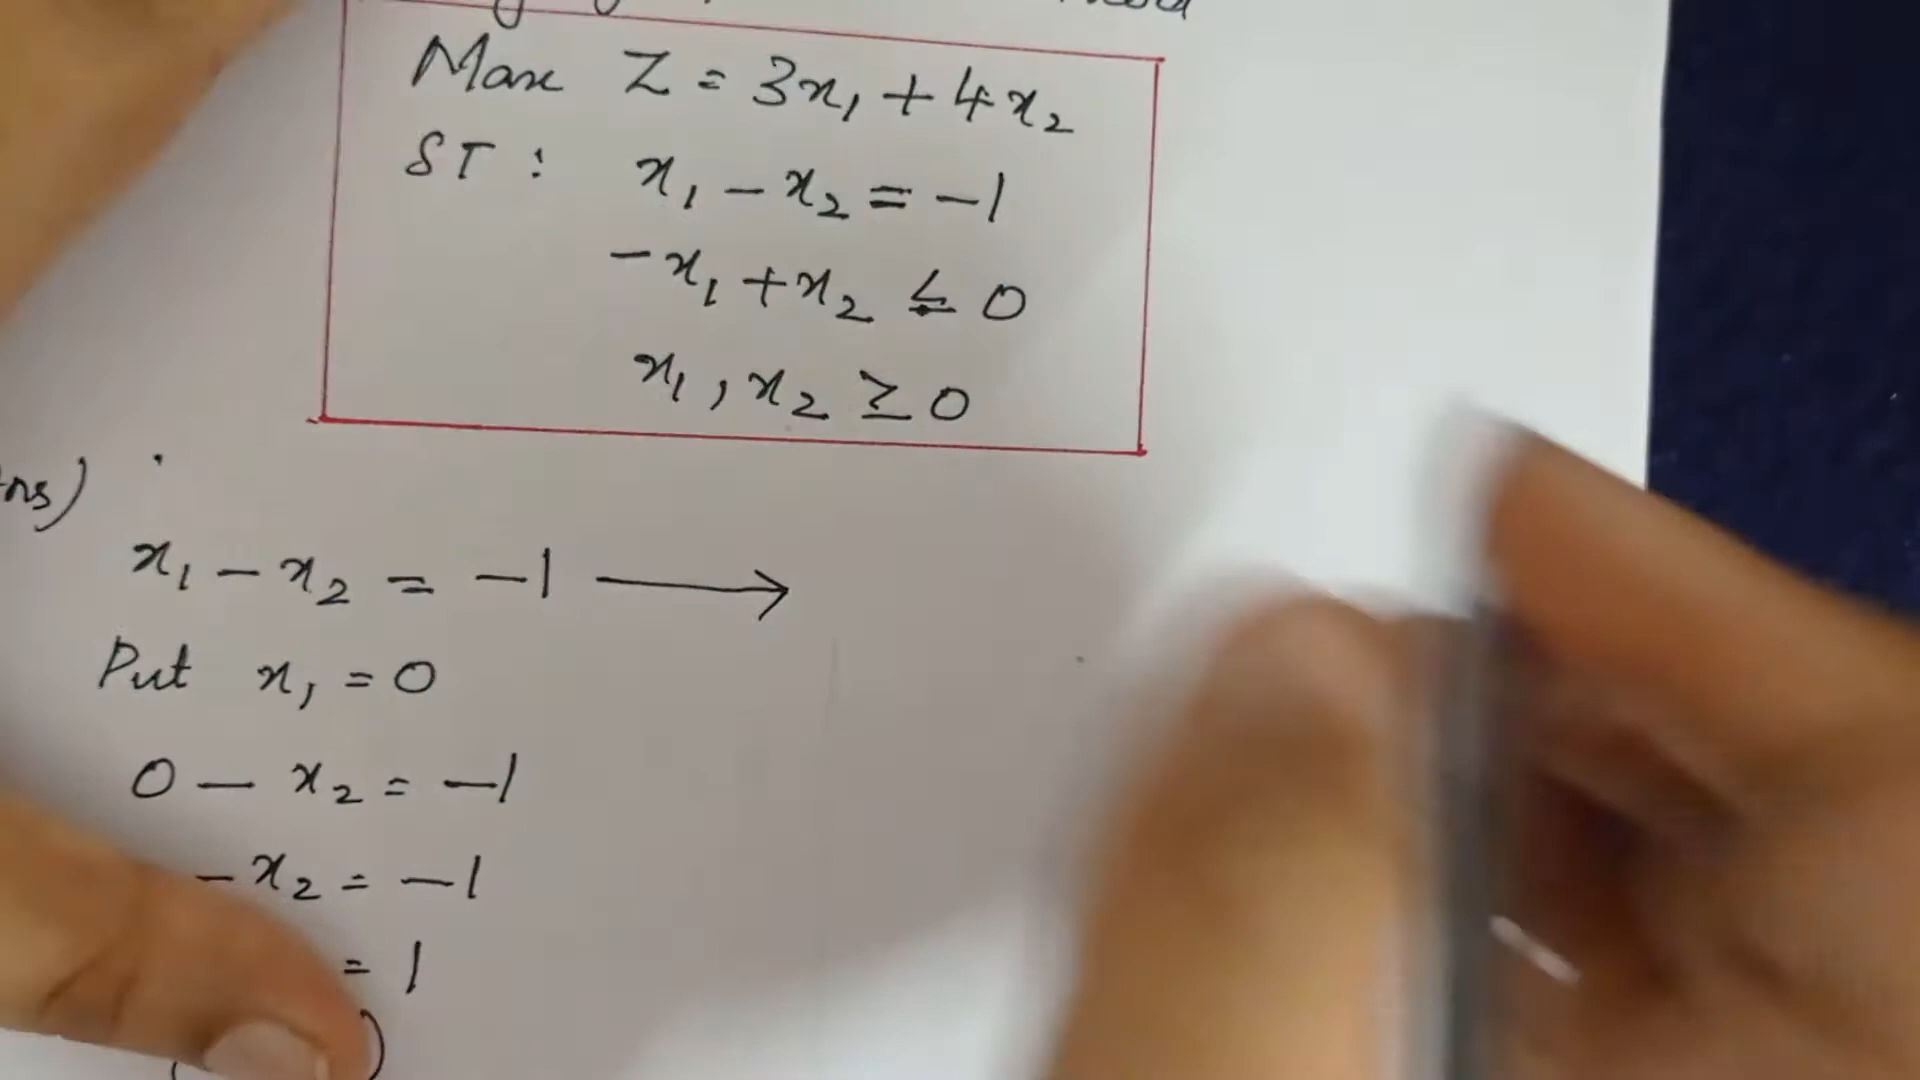 Max Z = 3x₁ + 4x₂
ST : x₁ - x₂ = -1
-x₁ + x₂ ≤ 0
x₁, x₂ ≥ 0
x₁ - x₂ = -1 ⟶
Put x₁ = 0
0 - x₂ = -1
-x₂ = -1
= 1